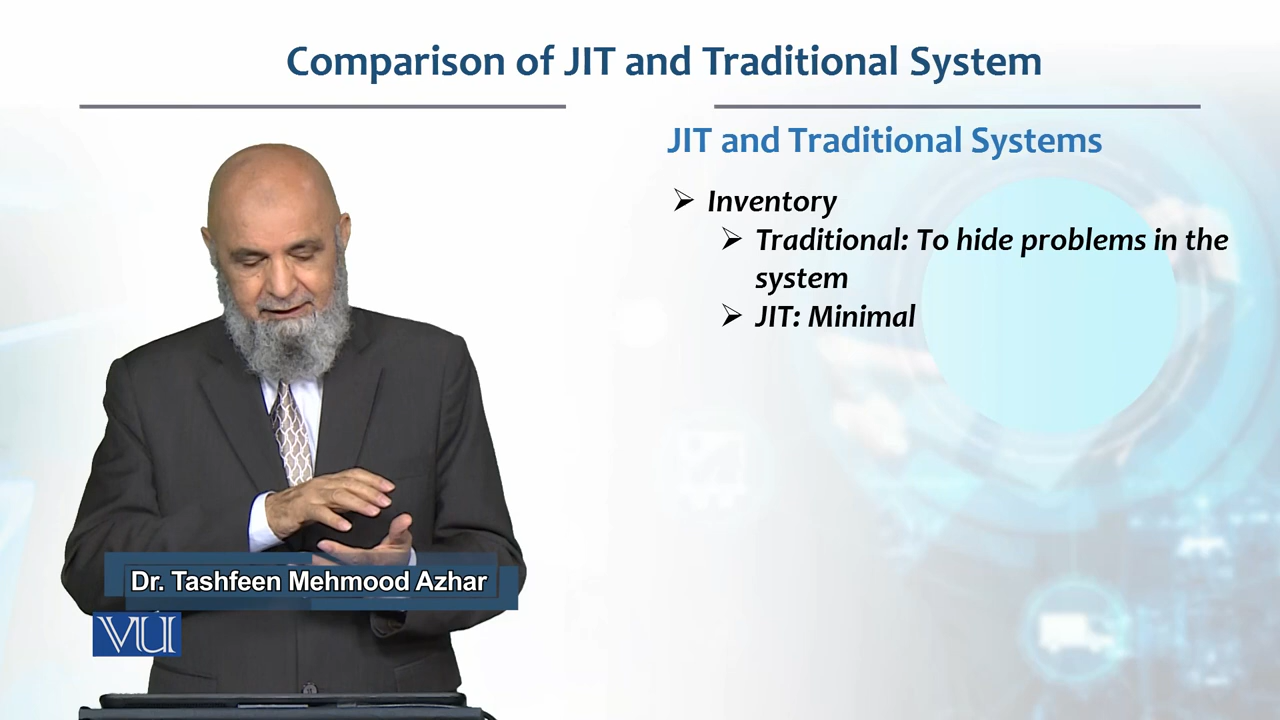 Comparison of JIT and Traditional System
JIT and Traditional Systems
Inventory
Traditional: To hide problems in the
system
JIT: Minimal
Dr. Tashfeen Mehmood Azhar
VU